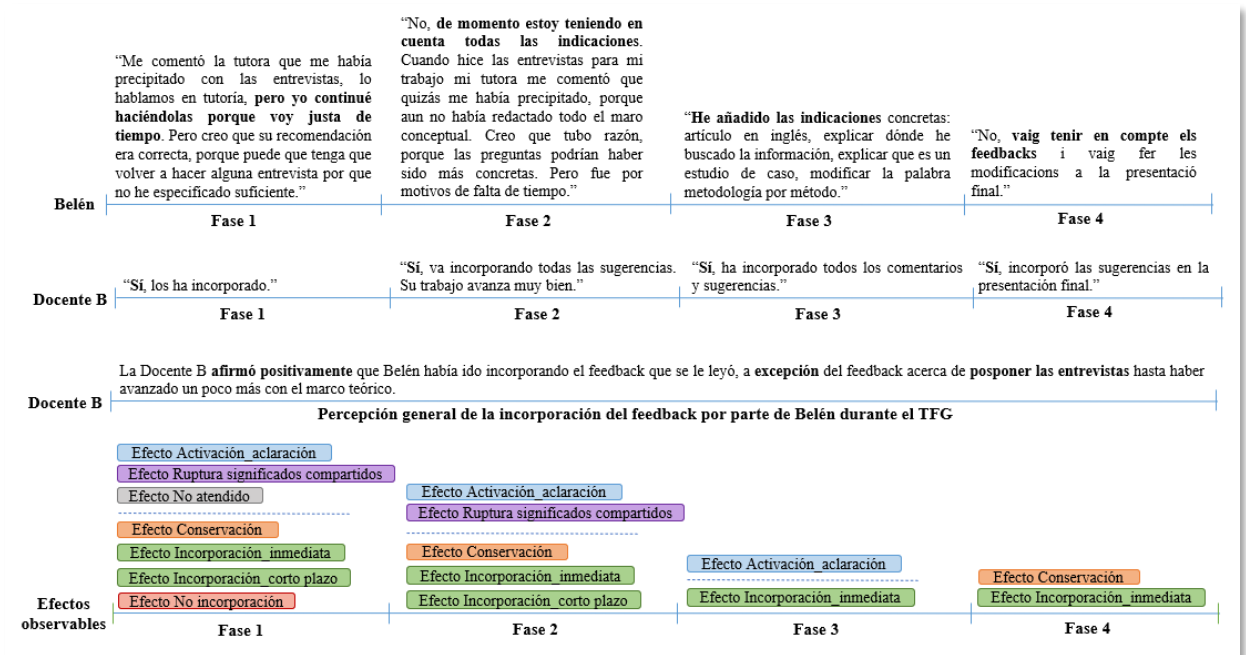 “Me comentó la tutora que me había
precipitado con las entrevistas, lo
hablamos en tutoría, pero yo continué
haciéndolas porque voy justa de
tiempo. Pero creo que su recomendación
era correcta, porque puede que tenga que
volver a hacer alguna entrevista por que
no he especificado suficiente.”
“No, de momento estoy teniendo en
cuenta todas las indicaciones.
Cuando hice las entrevistas para mi
trabajo mi tutora me comentó que
quizás me había precipitado, porque
aun no había redactado todo el maro
conceptual. Creo que tubo razón,
porque las preguntas podrían haber
sido más concretas. Pero fue por
motivos de falta de tiempo.”
“He añadido las indicaciones concretas:
artículo en inglés, explicar dónde he
buscado la información, explicar que es un
estudio de caso, modificar la palabra
metodología por método.”
“No, vaig tenir en compte els
feedbacks i vaig fer les
modificacions a la presentació
final.”
Belén
Fase 1
Fase 2
Fase 3
Fase 4
“Sí, los ha incorporado.”
“Sí, va incorporando todas las sugerencias.
Su trabajo avanza muy bien.”
“Sí, ha incorporado todos los comentarios
y sugerencias.”
“Sí, incorporó las sugerencias en la
presentación final.”
Docente B
Fase 1
Fase 2
Fase 3
Fase 4
La Docente B afirmó positivamente que Belén había ido incorporando el feedback que se le leyó, a excepción del feedback acerca de posponer las entrevistas hasta haber
avanzado un poco más con el marco teórico.
Docente B
Percepción general de la incorporación del feedback por parte de Belén durante el TFG
Efecto Activación_aclaración
Efecto Ruptura significados compartidos
Efecto No atendido
Efecto Conservación
Efecto Incorporación_inmediata
Efecto Incorporación_corto plazo
Efecto No incorporación
Efecto Activación_aclaración
Efecto Ruptura significados compartidos
Efecto Conservación
Efecto Incorporación_inmediata
Efecto Incorporación_corto plazo
Efecto Activación_aclaración
Efecto Incorporación_inmediata
Efecto Conservación
Efecto Incorporación_inmediata
Efectos
observables
Fase 1
Fase 2
Fase 3
Fase 4